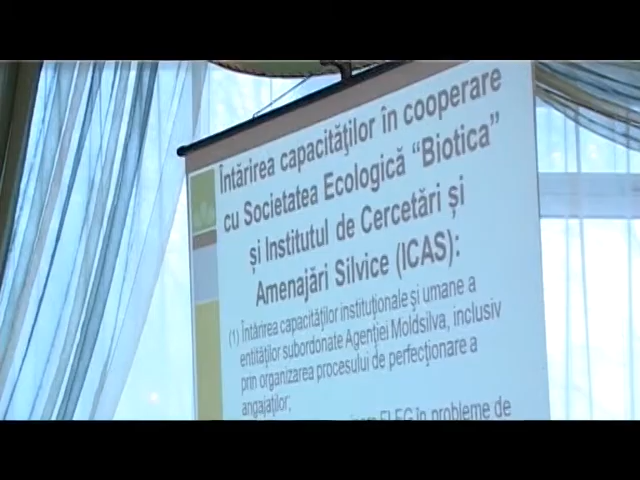 Întărirea capacităţilor în cooperare
cu Societatea Ecologică “Biotica”
şi Institutul de Cercetări şi
Amenajări Silvice (ICAS):
(1) Întărirea capacităţilor instituţionale şi umane a
entităţilor subordonate Agenţiei Moldsilva, inclusiv
prin organizarea procesului de perfecţionare a
angajaţilor;
FLEG în probleme de